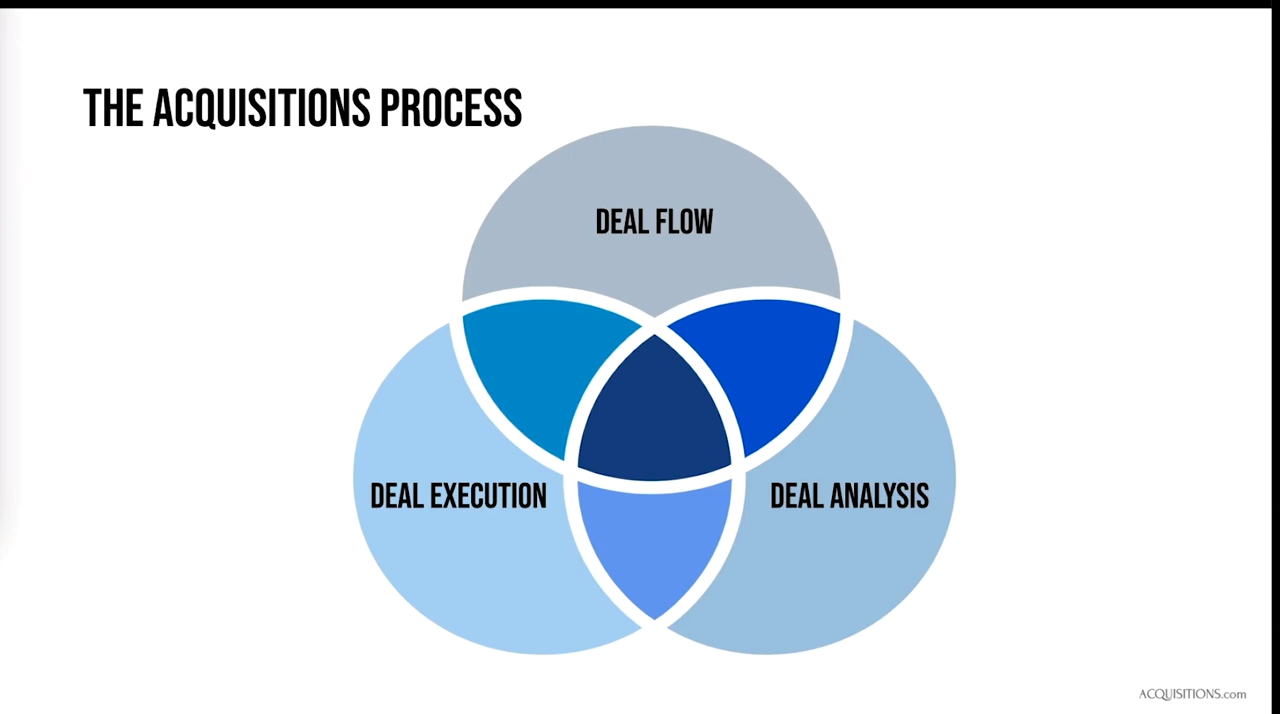 THE ACQUISITIONS PROCESS
DEAL FLOW
DEAL EXECUTION
DEAL ANALYSIS
ACQUISITIONS.com